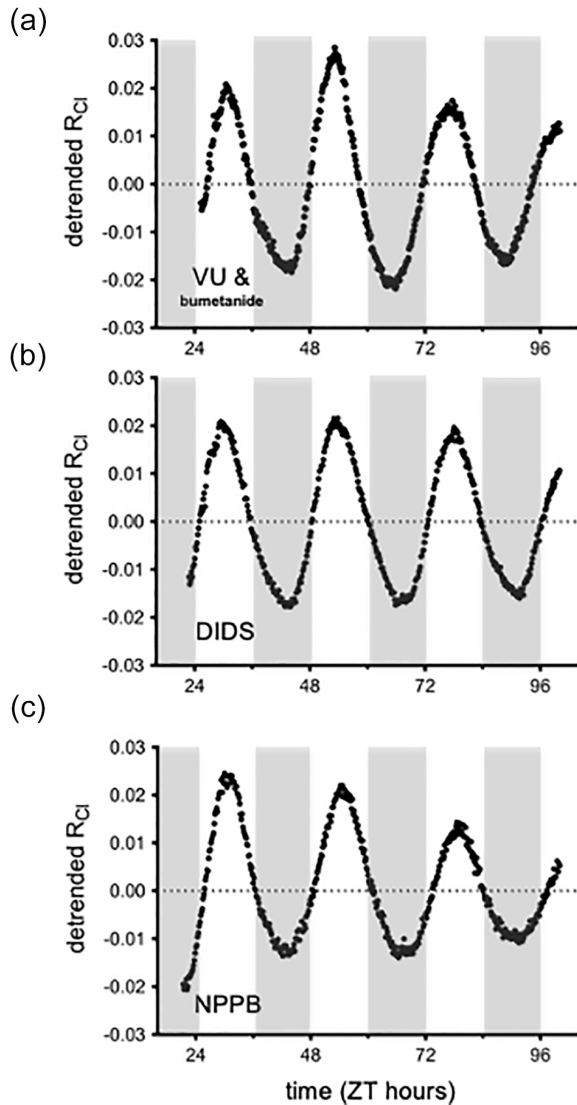 (a)
detrended R_Cl
0.03
0.02
0.01
0.00
-0.01
-0.02
-0.03
VU &
bumetanide
24 48 72 96
(b)
detrended R_Cl
0.03
0.02
0.01
0.00
-0.01
-0.02
-0.03
DIDS
24 48 72 96
(c)
detrended R_Cl
0.03
0.02
0.01
0.00
-0.01
-0.02
-0.03
NPPB
24 48 72 96
time (ZT hours)